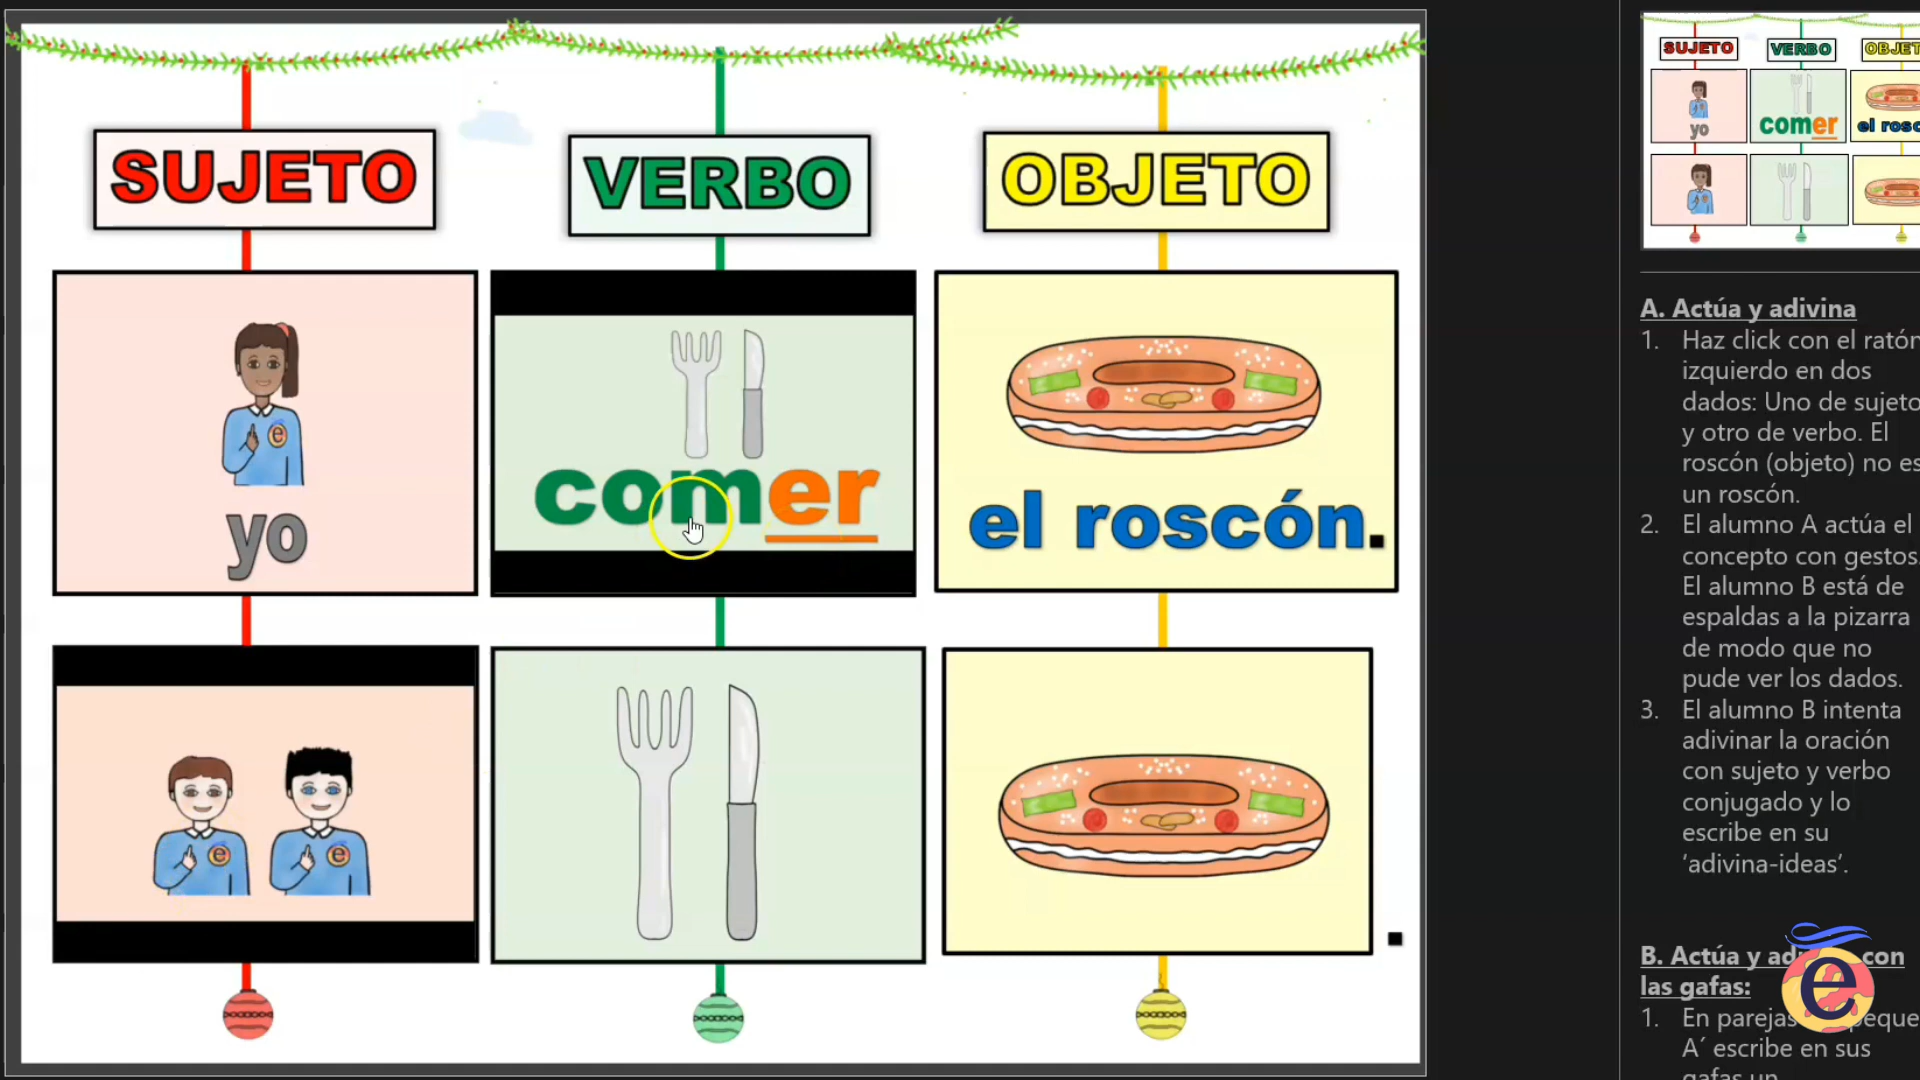 SUJETO
VERBO
OBJETO
yo
comer
el roscón.
.
SUJETO
VERBO
yo
comer
A. Actúa y adivina
1. Haz click con el ratón
izquierdo en dos
dados: Uno de sujeto
y otro de verbo. El
roscón (objeto) no es
un roscón.
2. El alumno A actúa el
concepto con gestos.
El alumno B está de
espaldas a la pizarra
de modo que no
pude ver los dados.
3. El alumno B intenta
adivinar la oración
con sujeto y verbo
conjugado y lo
escribe en su
‘adivina-ideas’.
B. Actúa y con
las gafas:
1. En parejas
A´ escribe en sus
gafas un